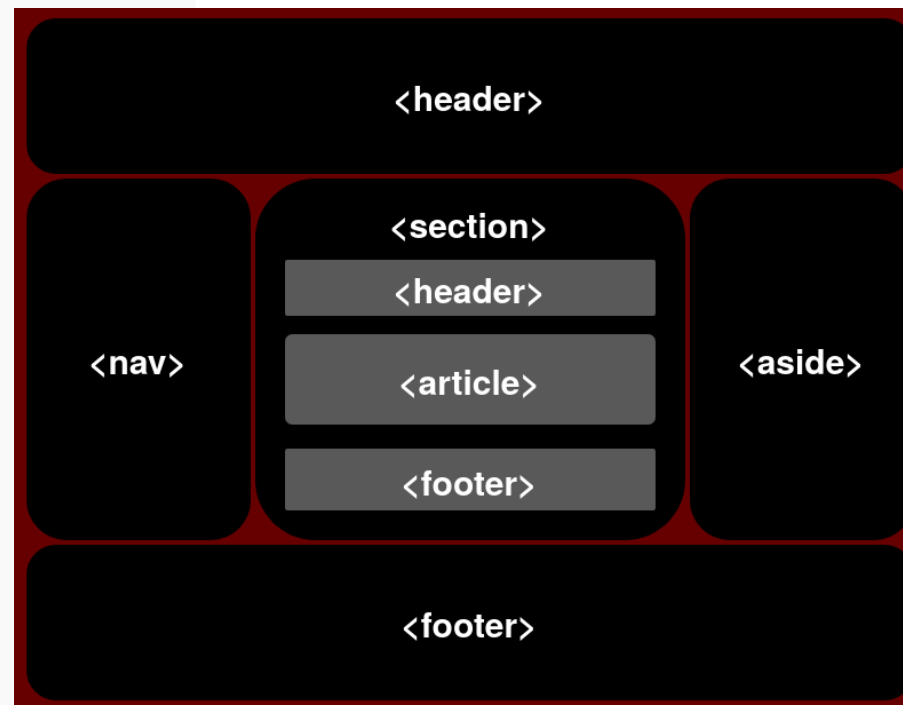 <header>
<nav>
<section>
<header>
<article>
<footer>
<aside>
<footer>